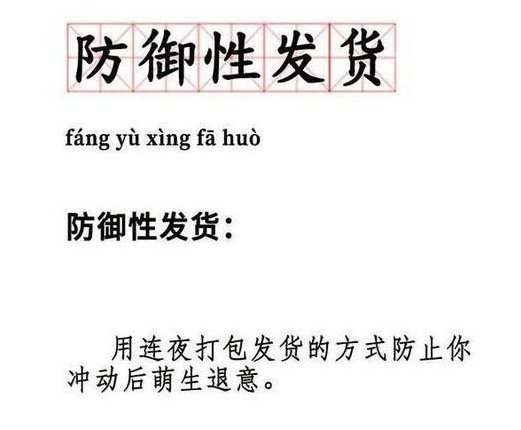 防御性发货
fáng yù xìng fā huò
防御性发货：
用连夜打包发货的方式防止你
冲动后萌生退意。